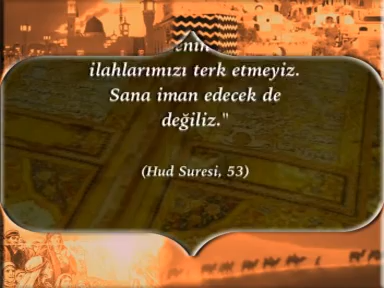 ilahlarımızı terk etmeyiz.
Sana iman edecek de
değiliz."
(Hud Suresi, 53)